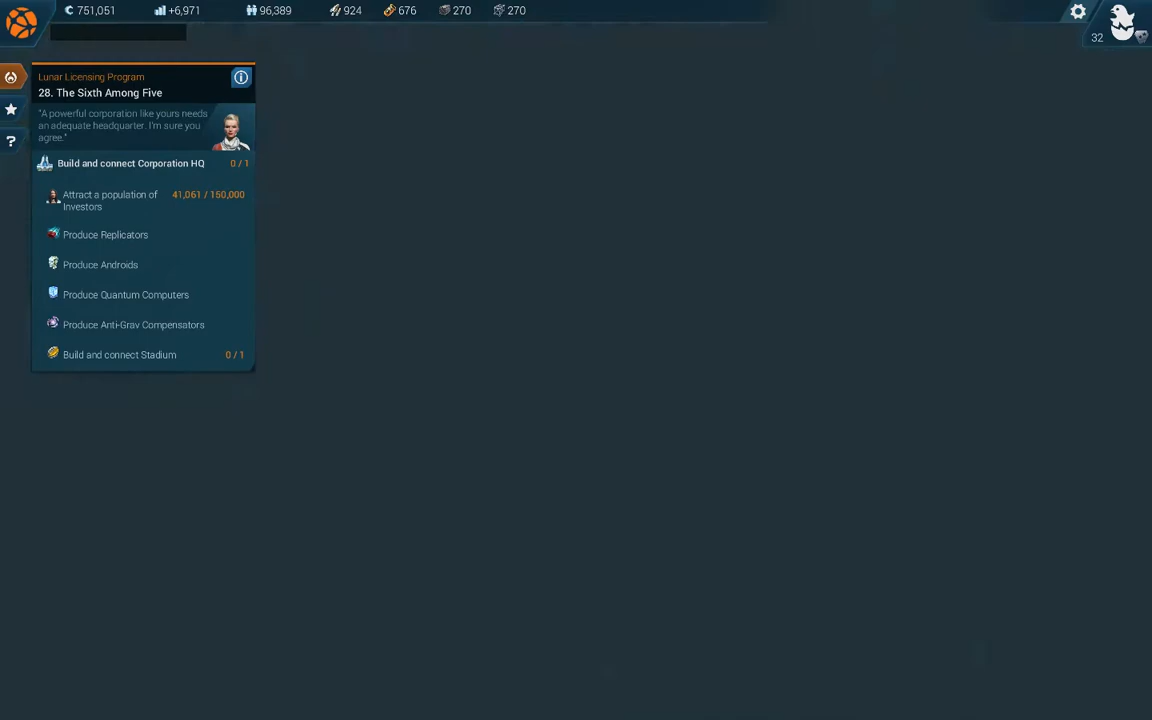 751,051 +6,971 96,389 924 676 270 270
32
Lunar Licensing Program
28. The Sixth Among Five
"A powerful corporation like yours needs
an adequate headquarter. I'm sure you
agree."
Build and connect Corporation HQ 0 / 1
Attract a population of 41,061 / 150,000
Investors
Produce Replicators
Produce Androids
Produce Quantum Computers
Produce Anti-Grav Compensators
Build and connect Stadium 0 / 1
?